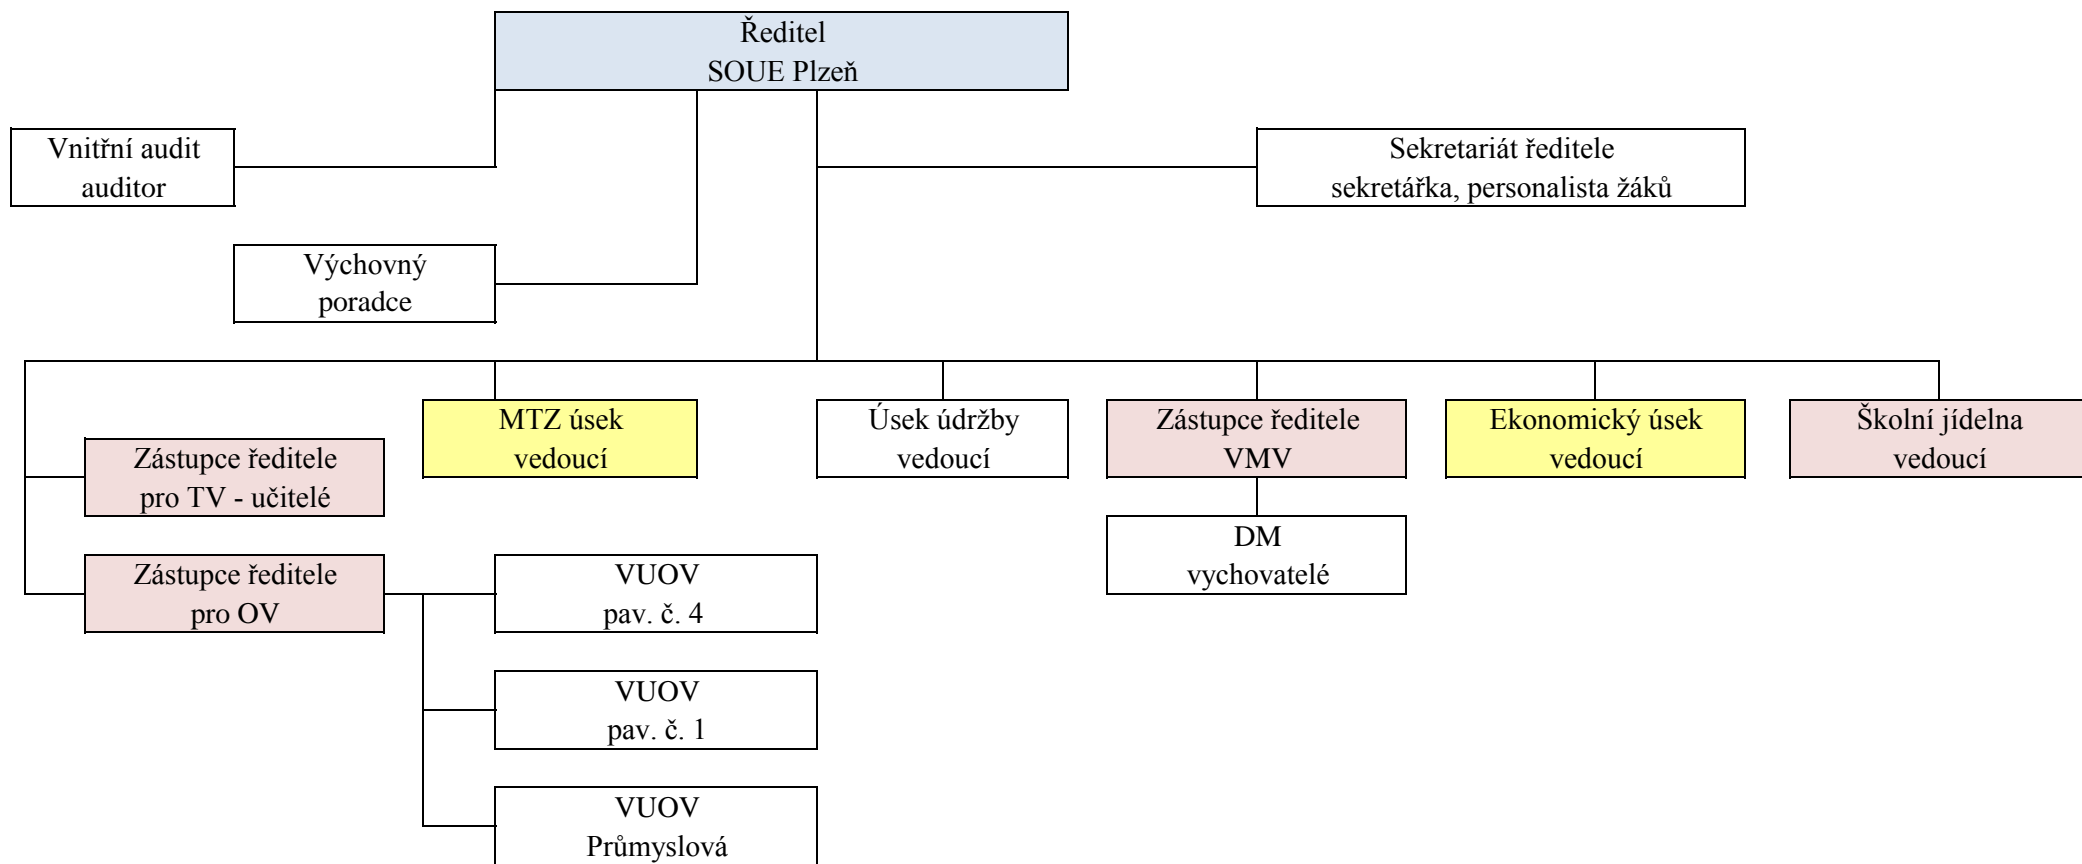 Ředitel
SOUE Plzeň
Vnitřní audit
auditor
Sekretariát ředitele
sekretářka, personalista žáků
Výchovný
poradce
MTZ úsek
vedoucí
Úsek údržby
vedoucí
Zástupce ředitele
VMV
Ekonomický úsek
vedoucí
Školní jídelna
vedoucí
Zástupce ředitele
pro TV - učitelé
DM
vychovatelé
Zástupce ředitele
pro OV
VUOV
pav. č. 4
VUOV
pav. č. 1
VUOV
Průmyslová